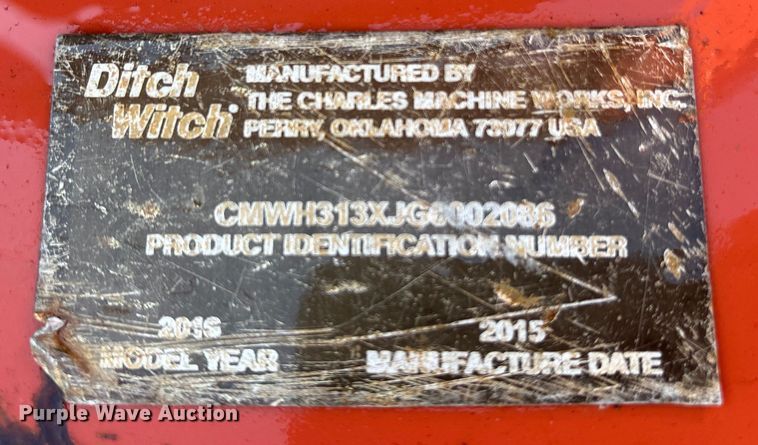 Ditch
Witch®
MANUFACTURED BY
THE CHARLES MACHINE WORKS, INC.
PERRY, OKLAHOMA 73077 USA
CMWH313XJG0002086
PRODUCT IDENTIFICATION NUMBER
2016
MODEL YEAR
2015
MANUFACTURE DATE
Purple Wave Auction